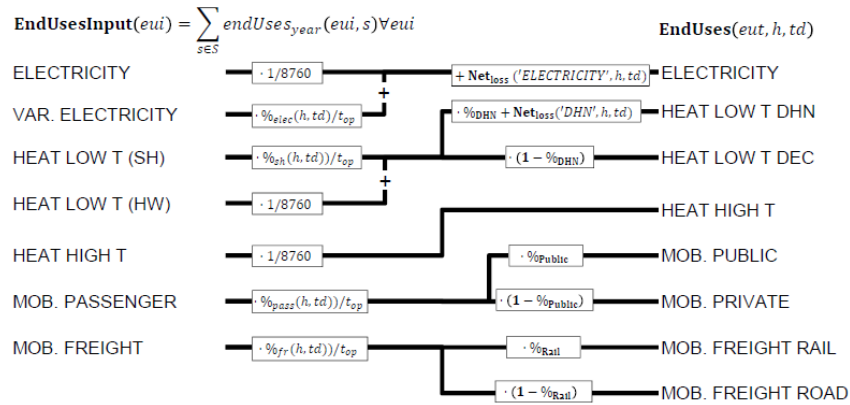 EndUsesInput(eui) = ∑ s∈S endUses_year(eui, s)∀eui
EndUses(eut, h, td)
ELECTRICITY · 1/8760 + Net_loss('ELECTRICITY', h, td) ELECTRICITY
+
VAR. ELECTRICITY · %_elec(h, td)/t_op · %_DHN + Net_loss('DHN', h, td) HEAT LOW T DHN
HEAT LOW T (SH) · %_sh(h, td))/t_op · (1 − %_DHN) HEAT LOW T DEC
+
HEAT LOW T (HW) · 1/8760 HEAT HIGH T
HEAT HIGH T · 1/8760 · %_Public MOB. PUBLIC
MOB. PASSENGER · %_pass(h, td))/t_op · (1 − %_Public) MOB. PRIVATE
MOB. FREIGHT · %_fr(h, td))/t_op · %_Rail MOB. FREIGHT RAIL
· (1 − %_Rail) MOB. FREIGHT ROAD